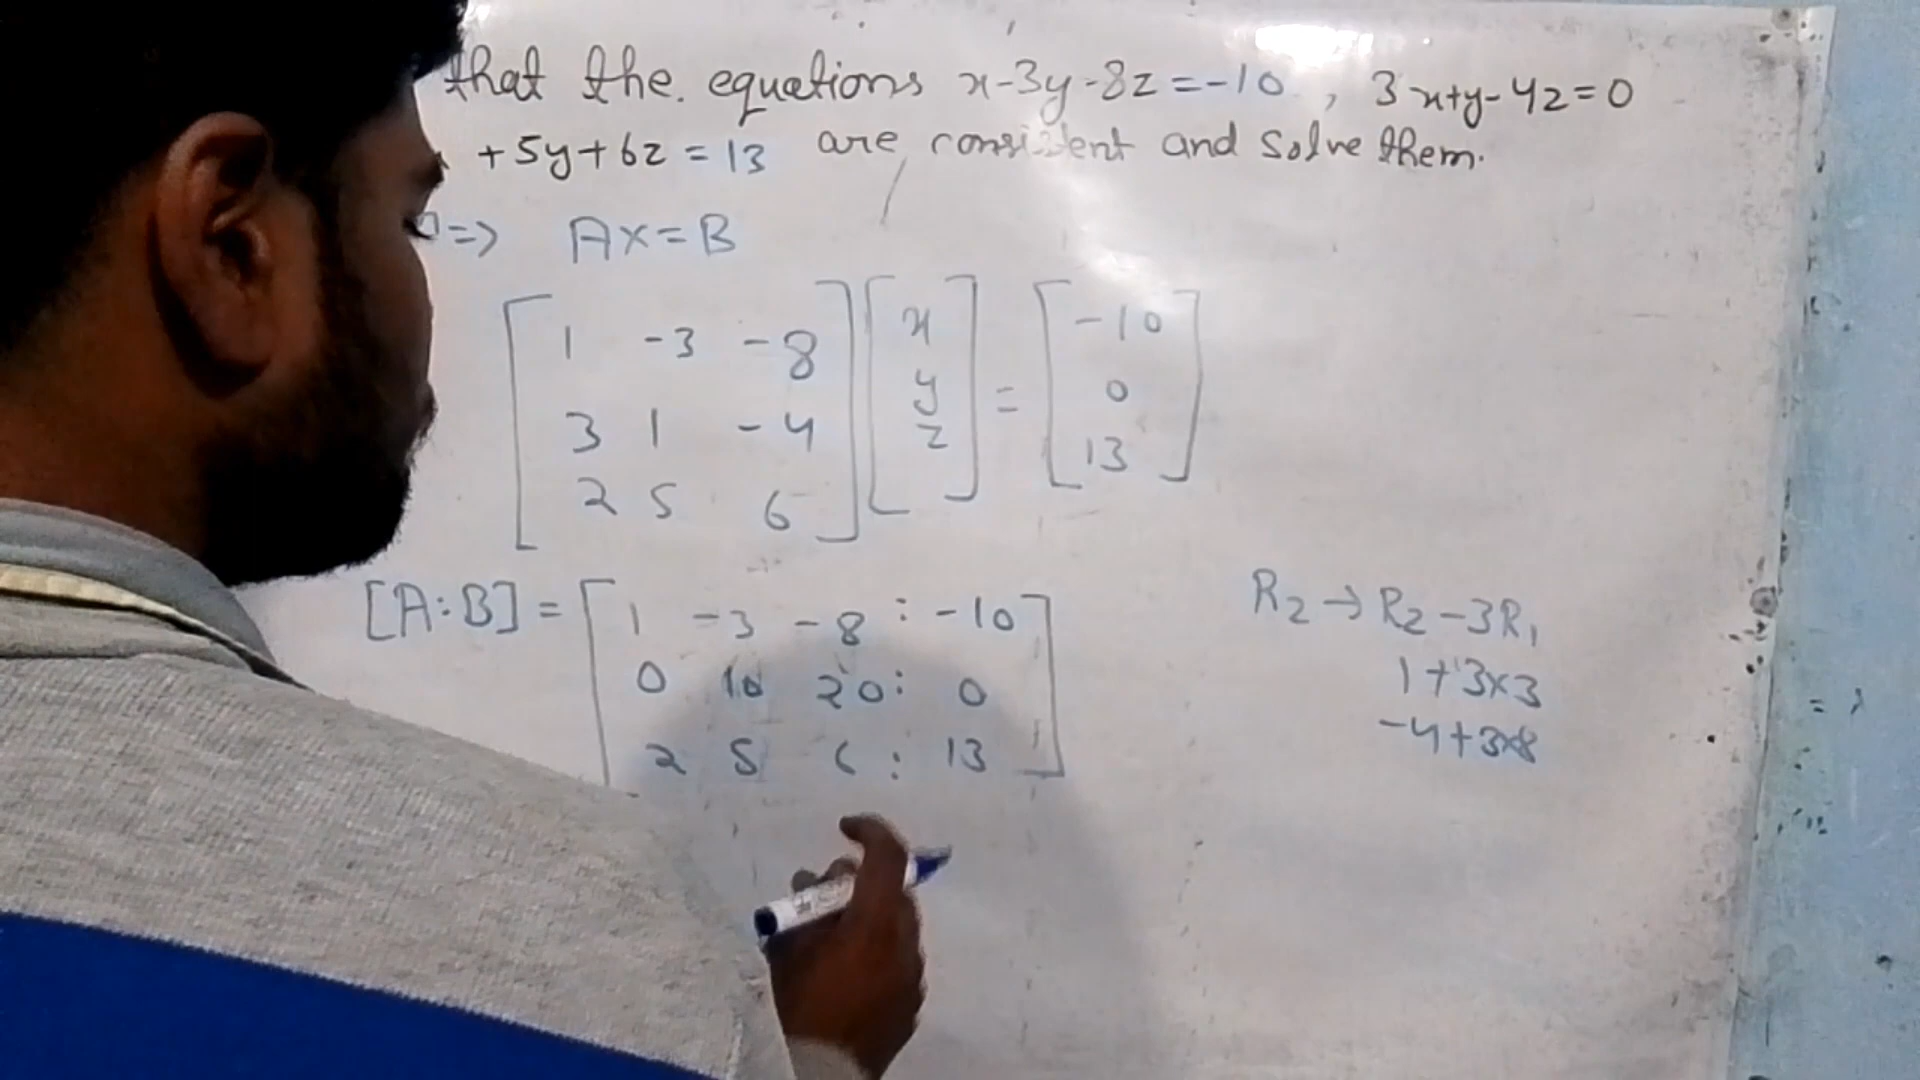 that the. equations x-3y-8z=-10, 3x+y-4z=0
+5y+6z=13 are consistent and solve them.
=> AX=B
[1 -3 -8] [x] = [-10]
[3 1 -4] [y] [0]
[2 5 6] [z] [13]
[A:B] = [1 -3 -8 : -10] R2→R2-3R1
[0 10 20 : 0] 1+3x3
[2 5 6 : 13] -4+3x8